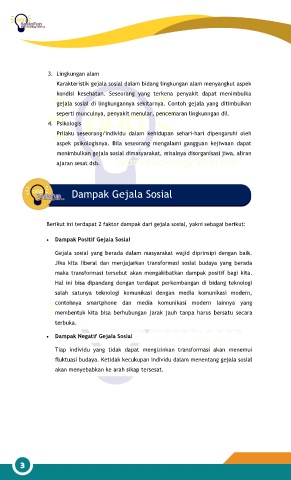 3. Lingkungan alam
Karakteristik gejala sosial dalam bidang lingkungan alam menyangkut aspek
kondisi kesehatan. Seseorang yang terkena penyakit dapat menimbulka
gejala sosial di lingkungannya sekitarnya. Contoh gejala yang ditimbulkan
seperti munculnya, penyakit menular, pencemaran lingkungan dll.
4. Psikologis
Prilaku seseorang/individu dalam kehidupan sehari-hari dipengaruhi oleh
aspek psikologisnya. Bila seseorang mengalami gangguan kejiwaan dapat
menimbulkan gejala sosial dimasyarakat, misalnya disorganisasi jiwa, aliran
ajaran sesat dsb.
Dampak Gejala Sosial
Berikut ini terdapat 2 faktor dampak dari gejala sosial, yakni sebagai berikut:
• Dampak Positif Gejala Sosial
Gejala sosial yang berada dalam masyarakat wajid diprinsipi dengan baik.
Jika kita liberal dan menjajarkan transformasi sosial budaya yang berada
maka transformasi tersebut akan mengakibatkan dampak positif bagi kita.
Hal ini bisa dipandang dengan terdapat perkembangan di bidang teknologi
salah satunya teknologi komunikasi dengan media komunikasi modern,
contohnya smartphone dan media komunikasi modern lainnya yang
membentuk kita bisa berhubungan jarak jauh tanpa harus bersatu secara
terbuka.
• Dampak Negatif Gejala Sosial
Tiap individu yang tidak dapat mengizinkan transformasi akan menemui
fluktuasi budaya. Ketidak kecukupan individu dalam menentang gejala sosial
akan menyebabkan ke arah sikap tersesat.
3